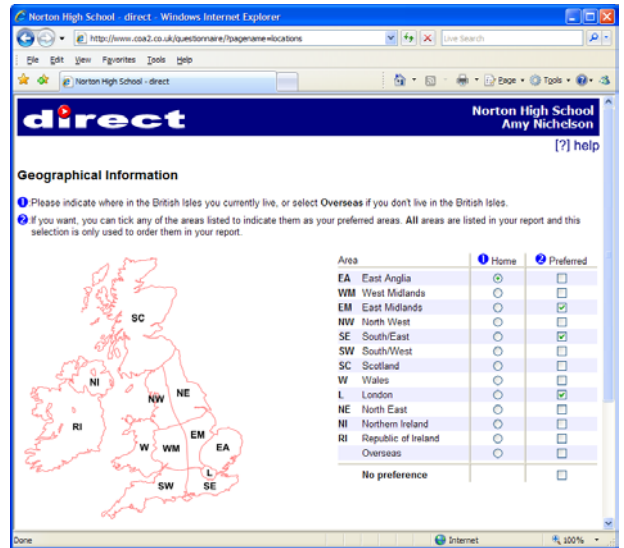 Norton High School - direct - Windows Internet Explorer
http://www.coa2.co.uk/questionnaire/?pagename=locations
Live Search
File Edit View Favorites Tools Help
Norton High School - direct
Page Tools
direct
Norton High School
Amy Nichelson
[?] help
Geographical Information
1 Please indicate where in the British Isles you currently live, or select Overseas if you don't live in the British Isles.
2 If you want, you can tick any of the areas listed to indicate them as your preferred areas. All areas are listed in your report and this
selection is only used to order them in your report.
SC
NI
NW NE
RI
EM
W WM EA
L
SW SE
Area 1 Home 2 Preferred
EA East Anglia
WM West Midlands
EM East Midlands
NW North West
SE South/East
SW South/West
SC Scotland
W Wales
L London
NE North East
NI Northern Ireland
RI Republic of Ireland
Overseas
No preference
Done Internet 100%